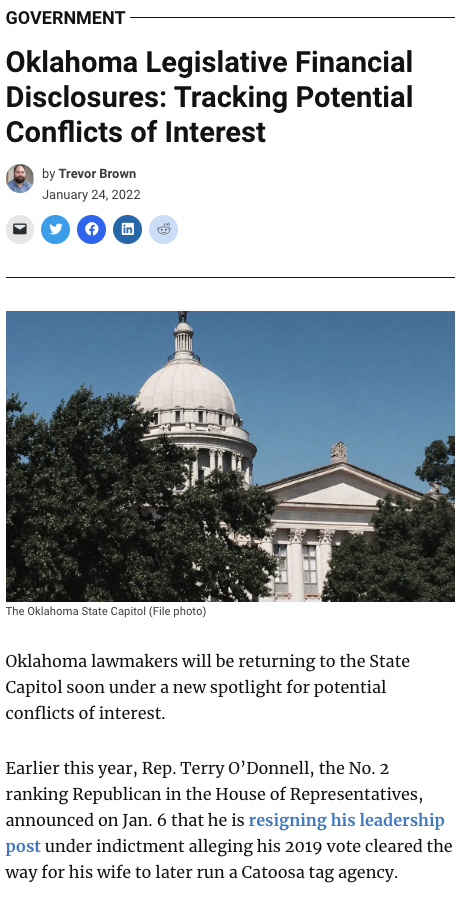 GOVERNMENT
Oklahoma Legislative Financial
Disclosures: Tracking Potential
Conflicts of Interest
by Trevor Brown
January 24, 2022
The Oklahoma State Capitol (File photo)
Oklahoma lawmakers will be returning to the State
Capitol soon under a new spotlight for potential
conflicts of interest.
Earlier this year, Rep. Terry O’Donnell, the No. 2
ranking Republican in the House of Representatives,
announced on Jan. 6 that he is resigning his leadership
post under indictment alleging his 2019 vote cleared the
way for his wife to later run a Catoosa tag agency.